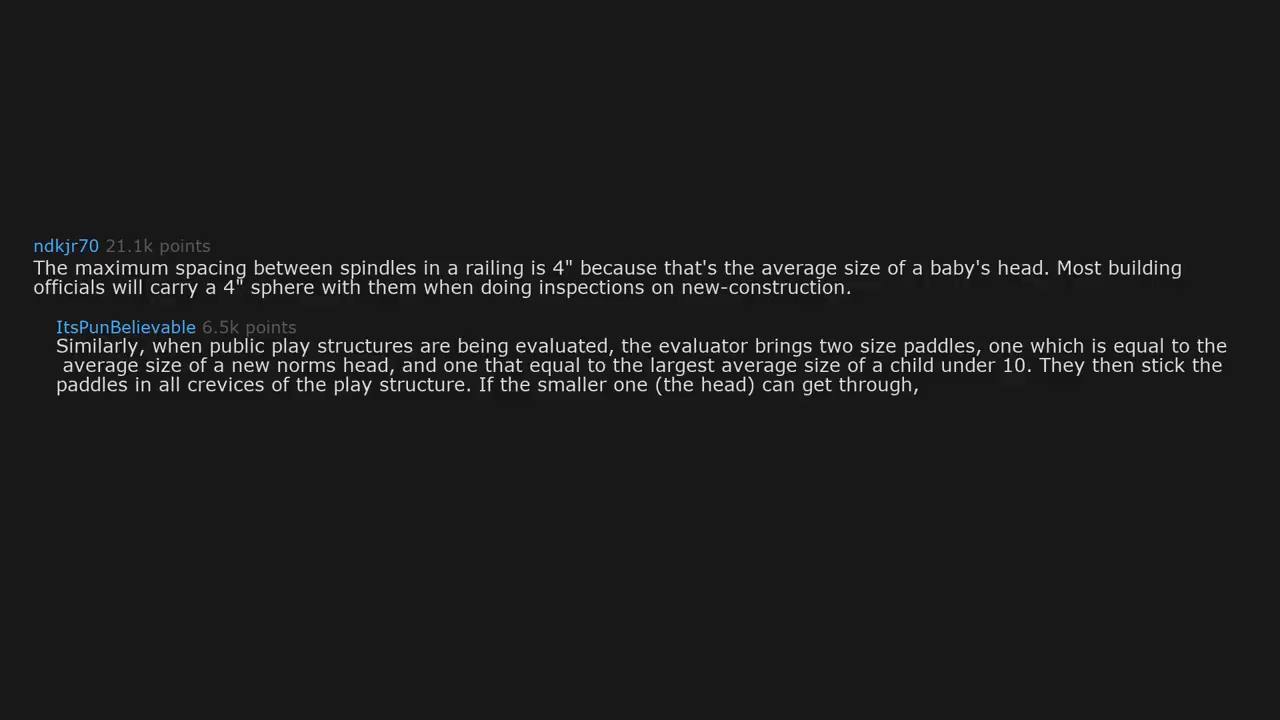 ndkjr70 21.1k points
The maximum spacing between spindles in a railing is 4" because that's the average size of a baby's head. Most building
officials will carry a 4" sphere with them when doing inspections on new-construction.
ItsPunBelievable 6.5k points
Similarly, when public play structures are being evaluated, the evaluator brings two size paddles, one which is equal to the
average size of a new norms head, and one that equal to the largest average size of a child under 10. They then stick the
paddles in all crevices of the play structure. If the smaller one (the head) can get through,